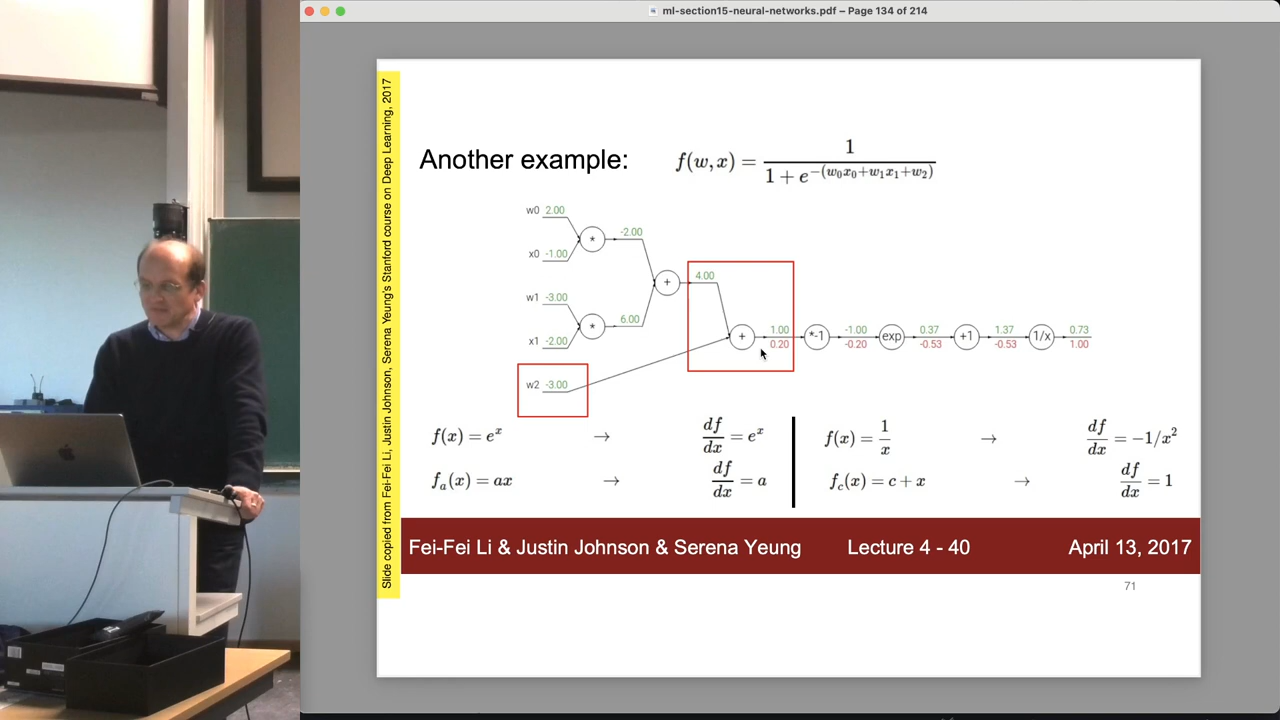 ml-section15-neural-networks.pdf – Page 134 of 214
Slide copied from Fei-Fei Li, Justin Johnson, Serena Yeung's Stanford course on Deep Learning, 2017
Another example: f(w, x) = 1 / (1 + e^{-(w_0x_0+w_1x_1+w_2)})
w0 2.00
* -2.00
x0 -1.00
+ 4.00
w1 -3.00
* 6.00
x1 -2.00
+ 1.00 *-1 -1.00 exp 0.37 +1 1.37 1/x 0.73
0.20 -0.20 -0.53 -0.53 1.00
w2 -3.00
f(x) = e^x → df/dx = e^x
f_a(x) = ax → df/dx = a
f(x) = 1/x → df/dx = -1/x^2
f_c(x) = c + x → df/dx = 1
Fei-Fei Li & Justin Johnson & Serena Yeung Lecture 4 - 40 April 13, 2017
71